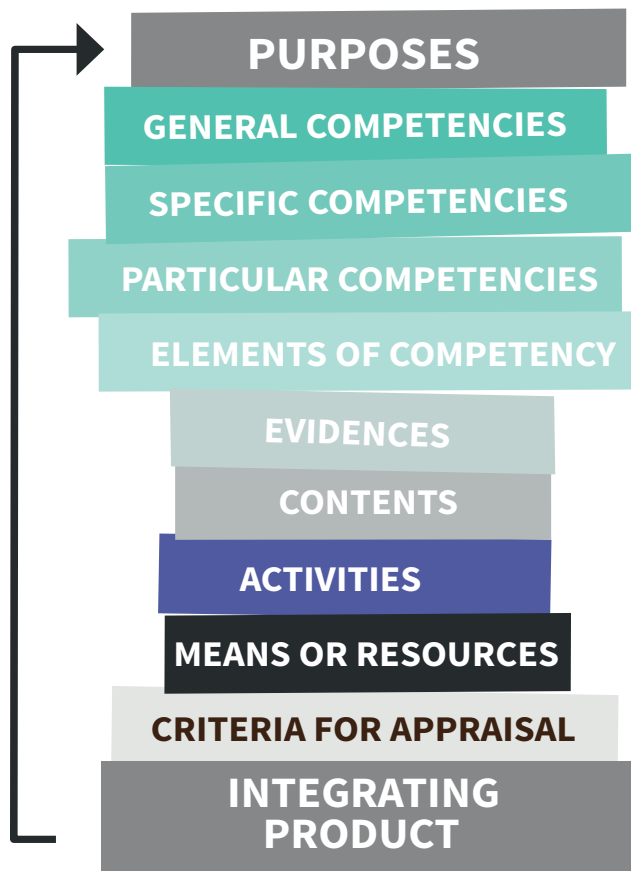 PURPOSES
GENERAL COMPETENCIES
SPECIFIC COMPETENCIES
PARTICULAR COMPETENCIES
ELEMENTS OF COMPETENCY
EVIDENCES
CONTENTS
ACTIVITIES
MEANS OR RESOURCES
CRITERIA FOR APPRAISAL
INTEGRATING
PRODUCT